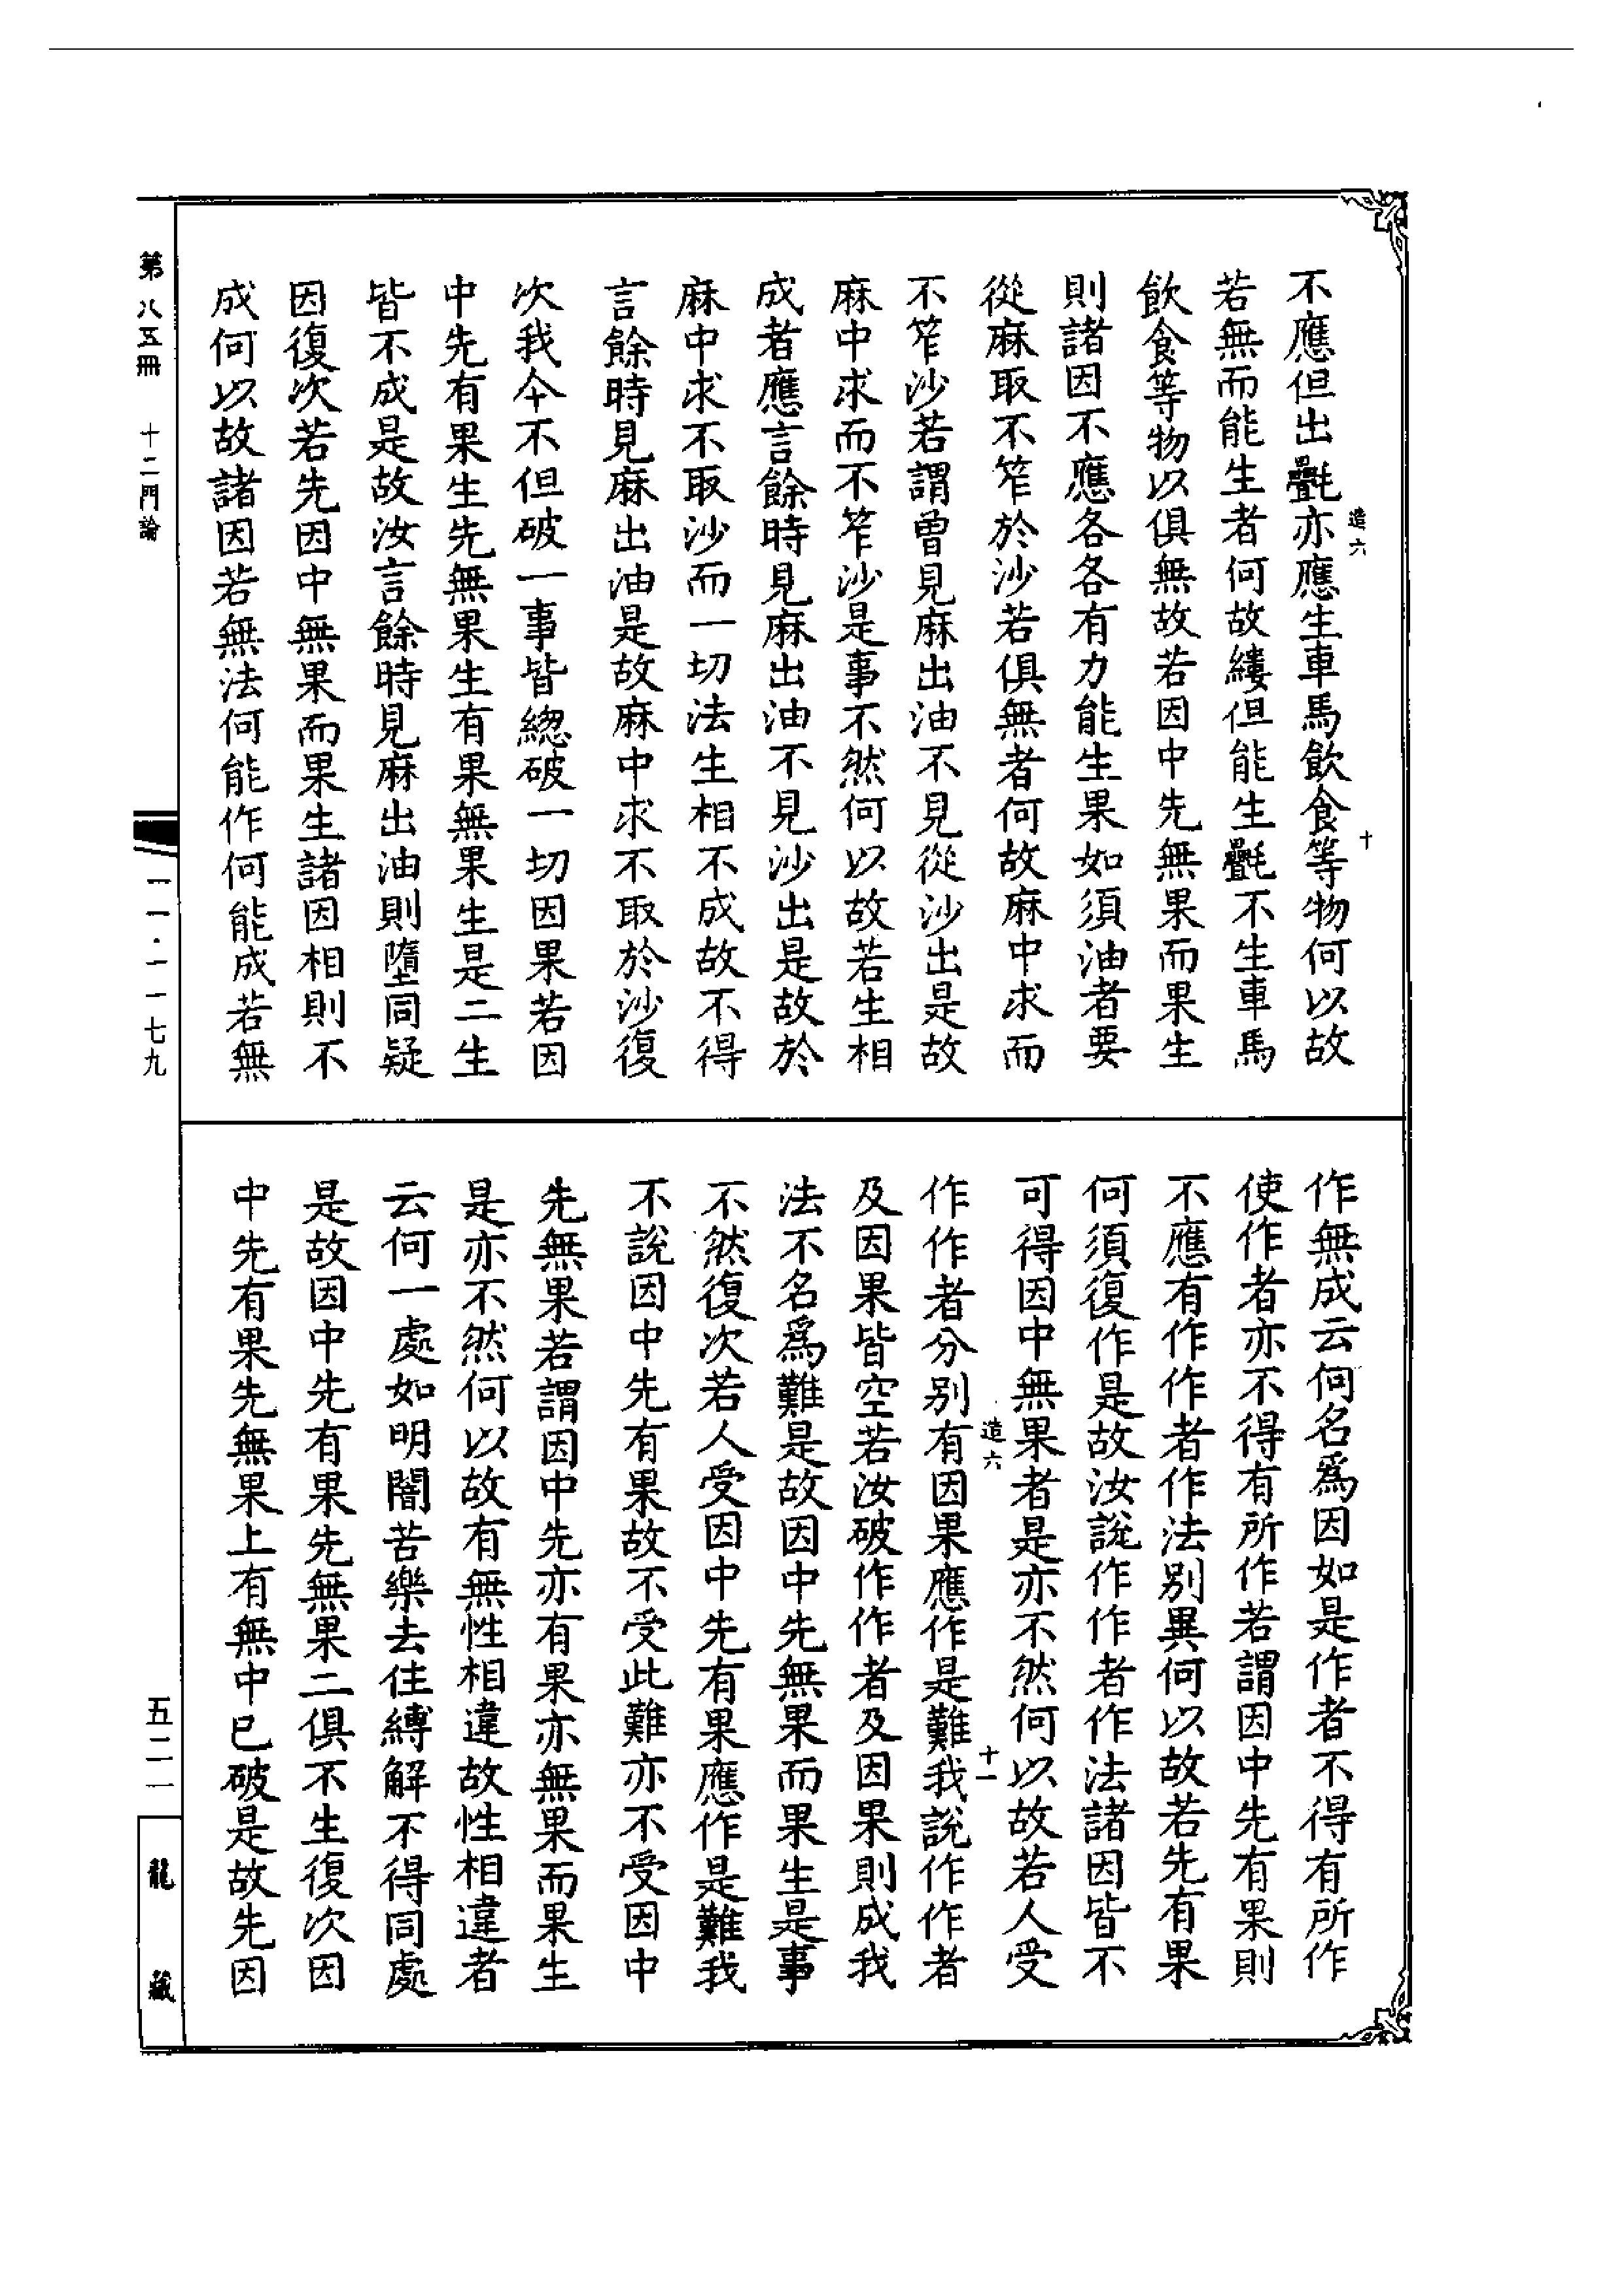 不應但出㲲亦應生車馬飲食等物何以故
造六
十
若無而能生者何故縷但能生㲲不生車馬
飲食等物以俱無故若因中先無果而果生
則諸因不應各各有力能生果如須油者要
從麻取不笮於沙若俱無者何故麻中求而
不笮沙若謂曾見麻出油不見從沙出是故
麻中求而不笮沙是事不然何以故若生相
成者應言餘時見麻出油不見沙出是故於
麻中求不取沙而一切法生相不成故不得
言餘時見麻出油是故麻中求不取於沙復
次我今不但破一事皆總破一切因果若因
中先有果生先無果生有果無果生是二生
皆不成是故汝言餘時見麻出油則墮同疑
因復次若先因中無果而果生諸因相則不
成何以故諸因若無法何能作何能成若無
作無成云何名爲因如是作者不得有所作
使作者亦不得有所作若謂因中先有果則
不應有作作者作法別異何以故若先有果
何須復作是故汝說作作者作法諸因皆不
可得因中無果者是亦不然何以故若人受
造六
十一
作作者分別有因果應作是難我說作作者
及因果皆空若汝破作作者及因果則成我
法不名爲難是故因中先無果而果生是事
不然復次若人受因中先有果應作是難我
不說因中先有果故不受此難亦不受因中
先無果若謂因中先亦有果亦無果而果生
是亦不然何以故有無性相違故性相違者
云何一處如明闇苦樂去住縛解不得同處
是故因中先有果先無果二俱不生復次因
中先有果先無果上有無中已破是故先因
第八五冊 十二門論
一一·一一七九
五二一
龍藏